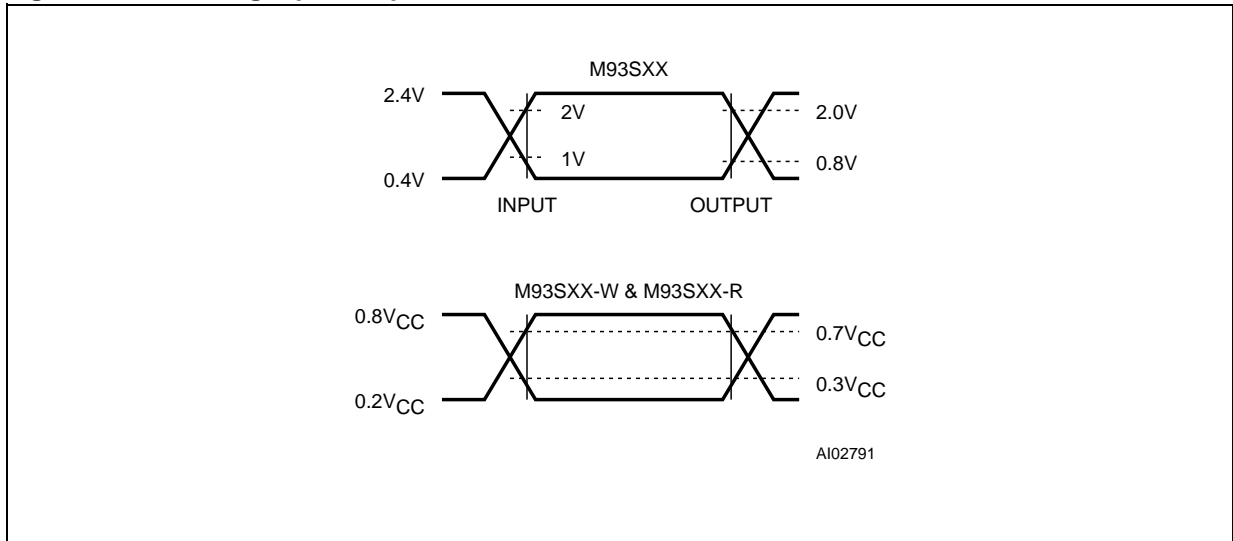 M93SXX
2.4V
2V
2.0V
1V
0.8V
0.4V
INPUT OUTPUT
M93SXX-W & M93SXX-R
0.8VCC
0.7VCC
0.3VCC
0.2VCC
AI02791